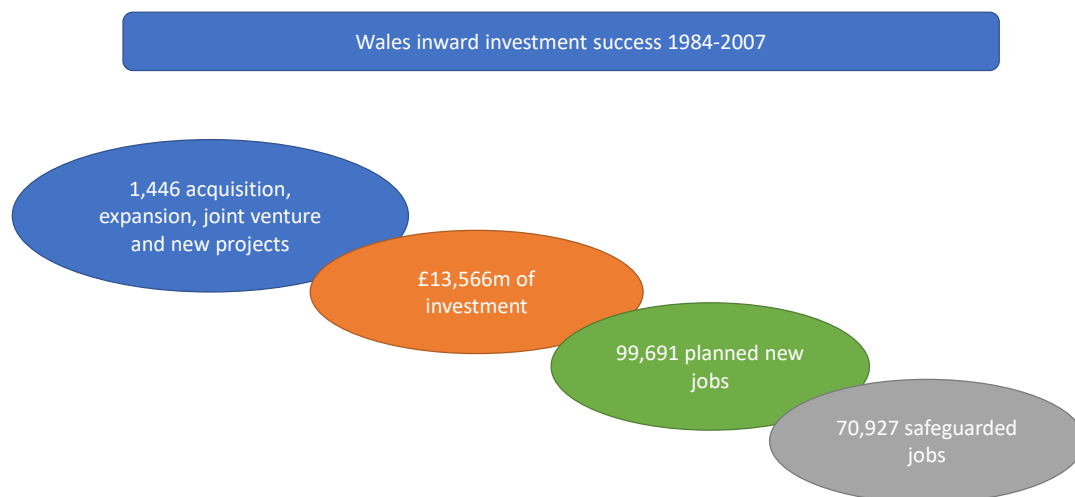 Wales inward investment success 1984-2007
1,446 acquisition,
expansion, joint venture
and new projects
£13,566m of
investment
99,691 planned new
jobs
70,927 safeguarded
jobs